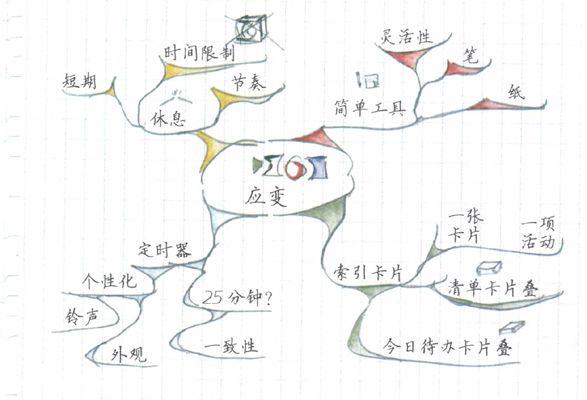 时间限制
短期
节奏
休息
灵活性
笔
简单工具
纸
应变
定时器
个性化
25分钟?
铃声
外观
一致性
索引卡片
一张
卡片
一项
活动
清单卡片叠
今日待办卡片叠